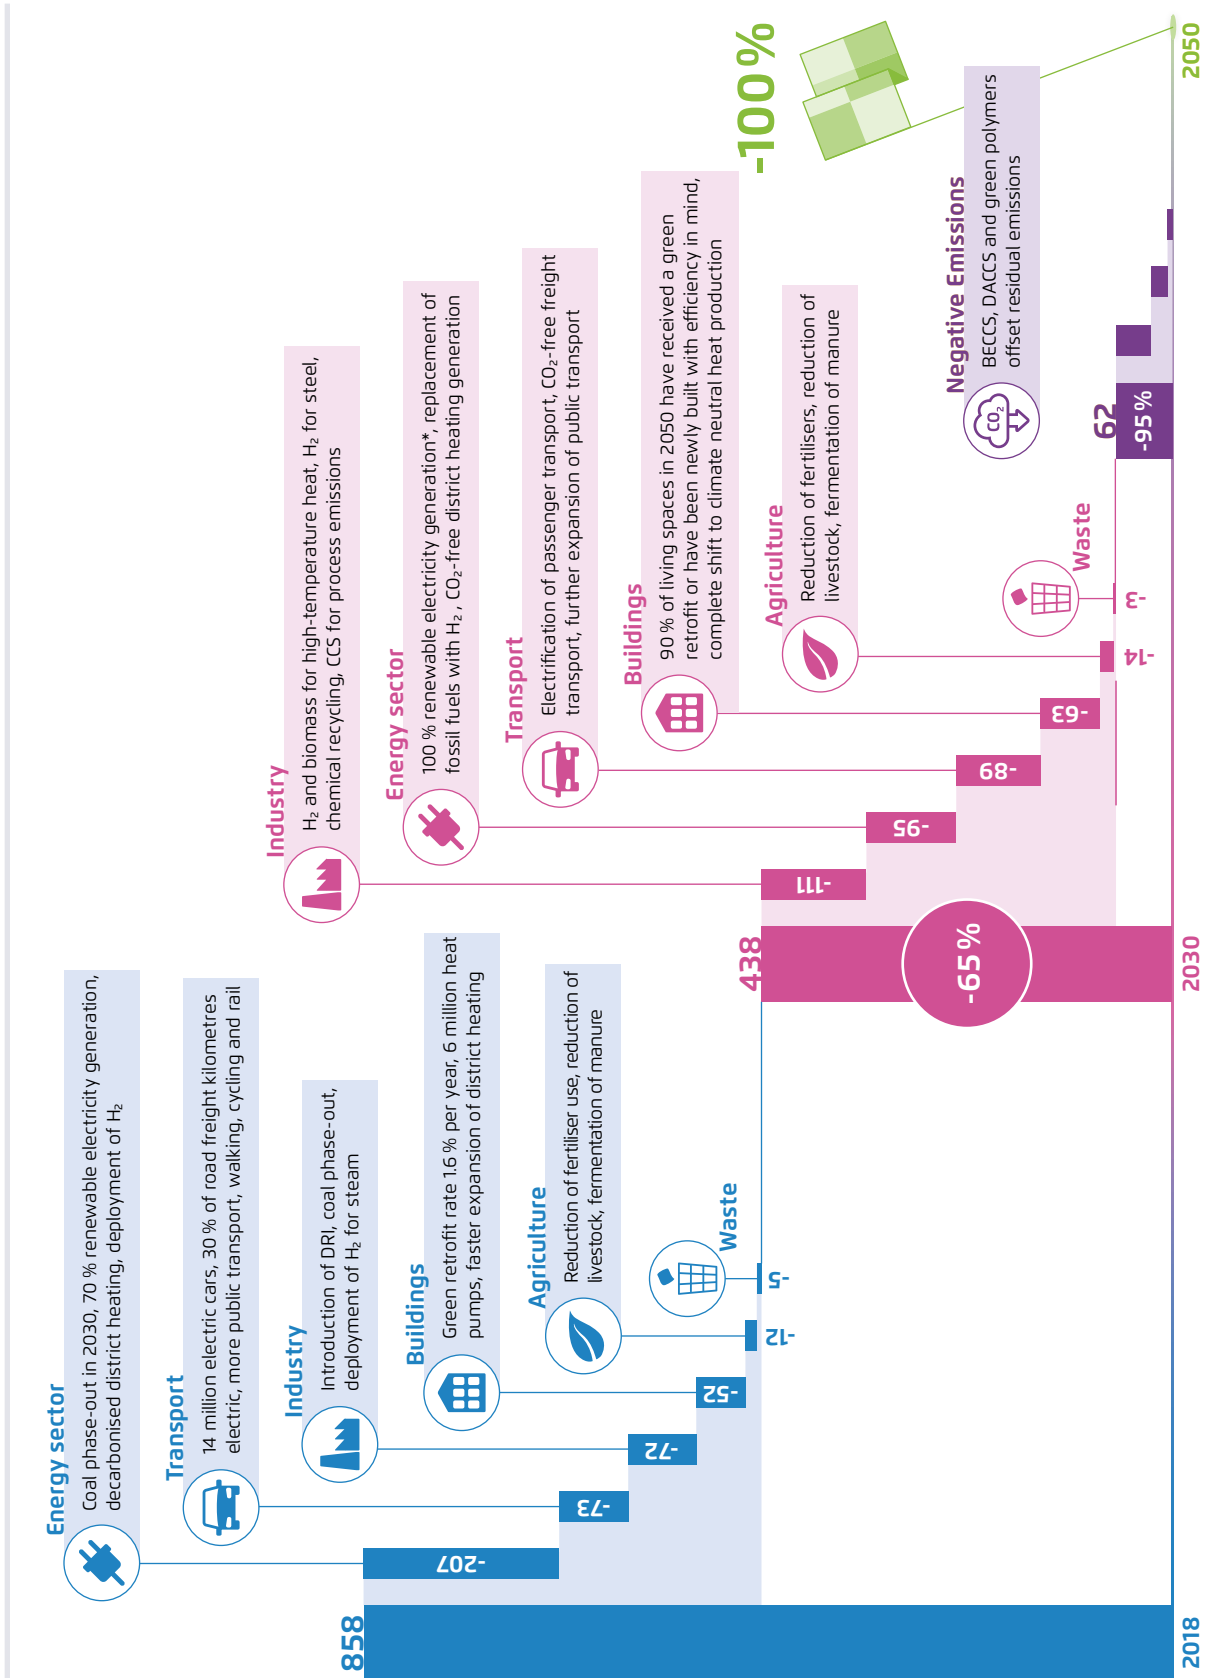 858
2018
Energy sector
Coal phase-out in 2030, 70 % renewable electricity generation,
decarbonised district heating, deployment of H₂
-207
Transport
14 million electric cars, 30 % of road freight kilometres
electric, more public transport, walking, cycling and rail
-73
Industry
Introduction of DRI, coal phase-out,
deployment of H₂ for steam
-72
Buildings
Green retrofit rate 1.6 % per year, 6 million heat
pumps, faster expansion of district heating
-52
Agriculture
Reduction of fertiliser use, reduction of
livestock, fermentation of manure
-12
Waste
-5
438
-65 %
2030
Industry
H₂ and biomass for high-temperature heat, H₂ for steel,
chemical recycling, CCS for process emissions
-111
Energy sector
100 % renewable electricity generation*, replacement of
fossil fuels with H₂ , CO₂-free district heating generation
-95
Transport
Electrification of passenger transport, CO₂-free freight
transport, further expansion of public transport
-89
Buildings
90 % of living spaces in 2050 have received a green
retrofit or have been newly built with efficiency in mind,
complete shift to climate neutral heat production
-63
Agriculture
Reduction of fertilisers, reduction of
livestock, fermentation of manure
-14
Waste
-3
62
-95 %
Negative Emissions
CO₂
BECCS, DACCS and green polymers
offset residual emissions
-100 %
2050